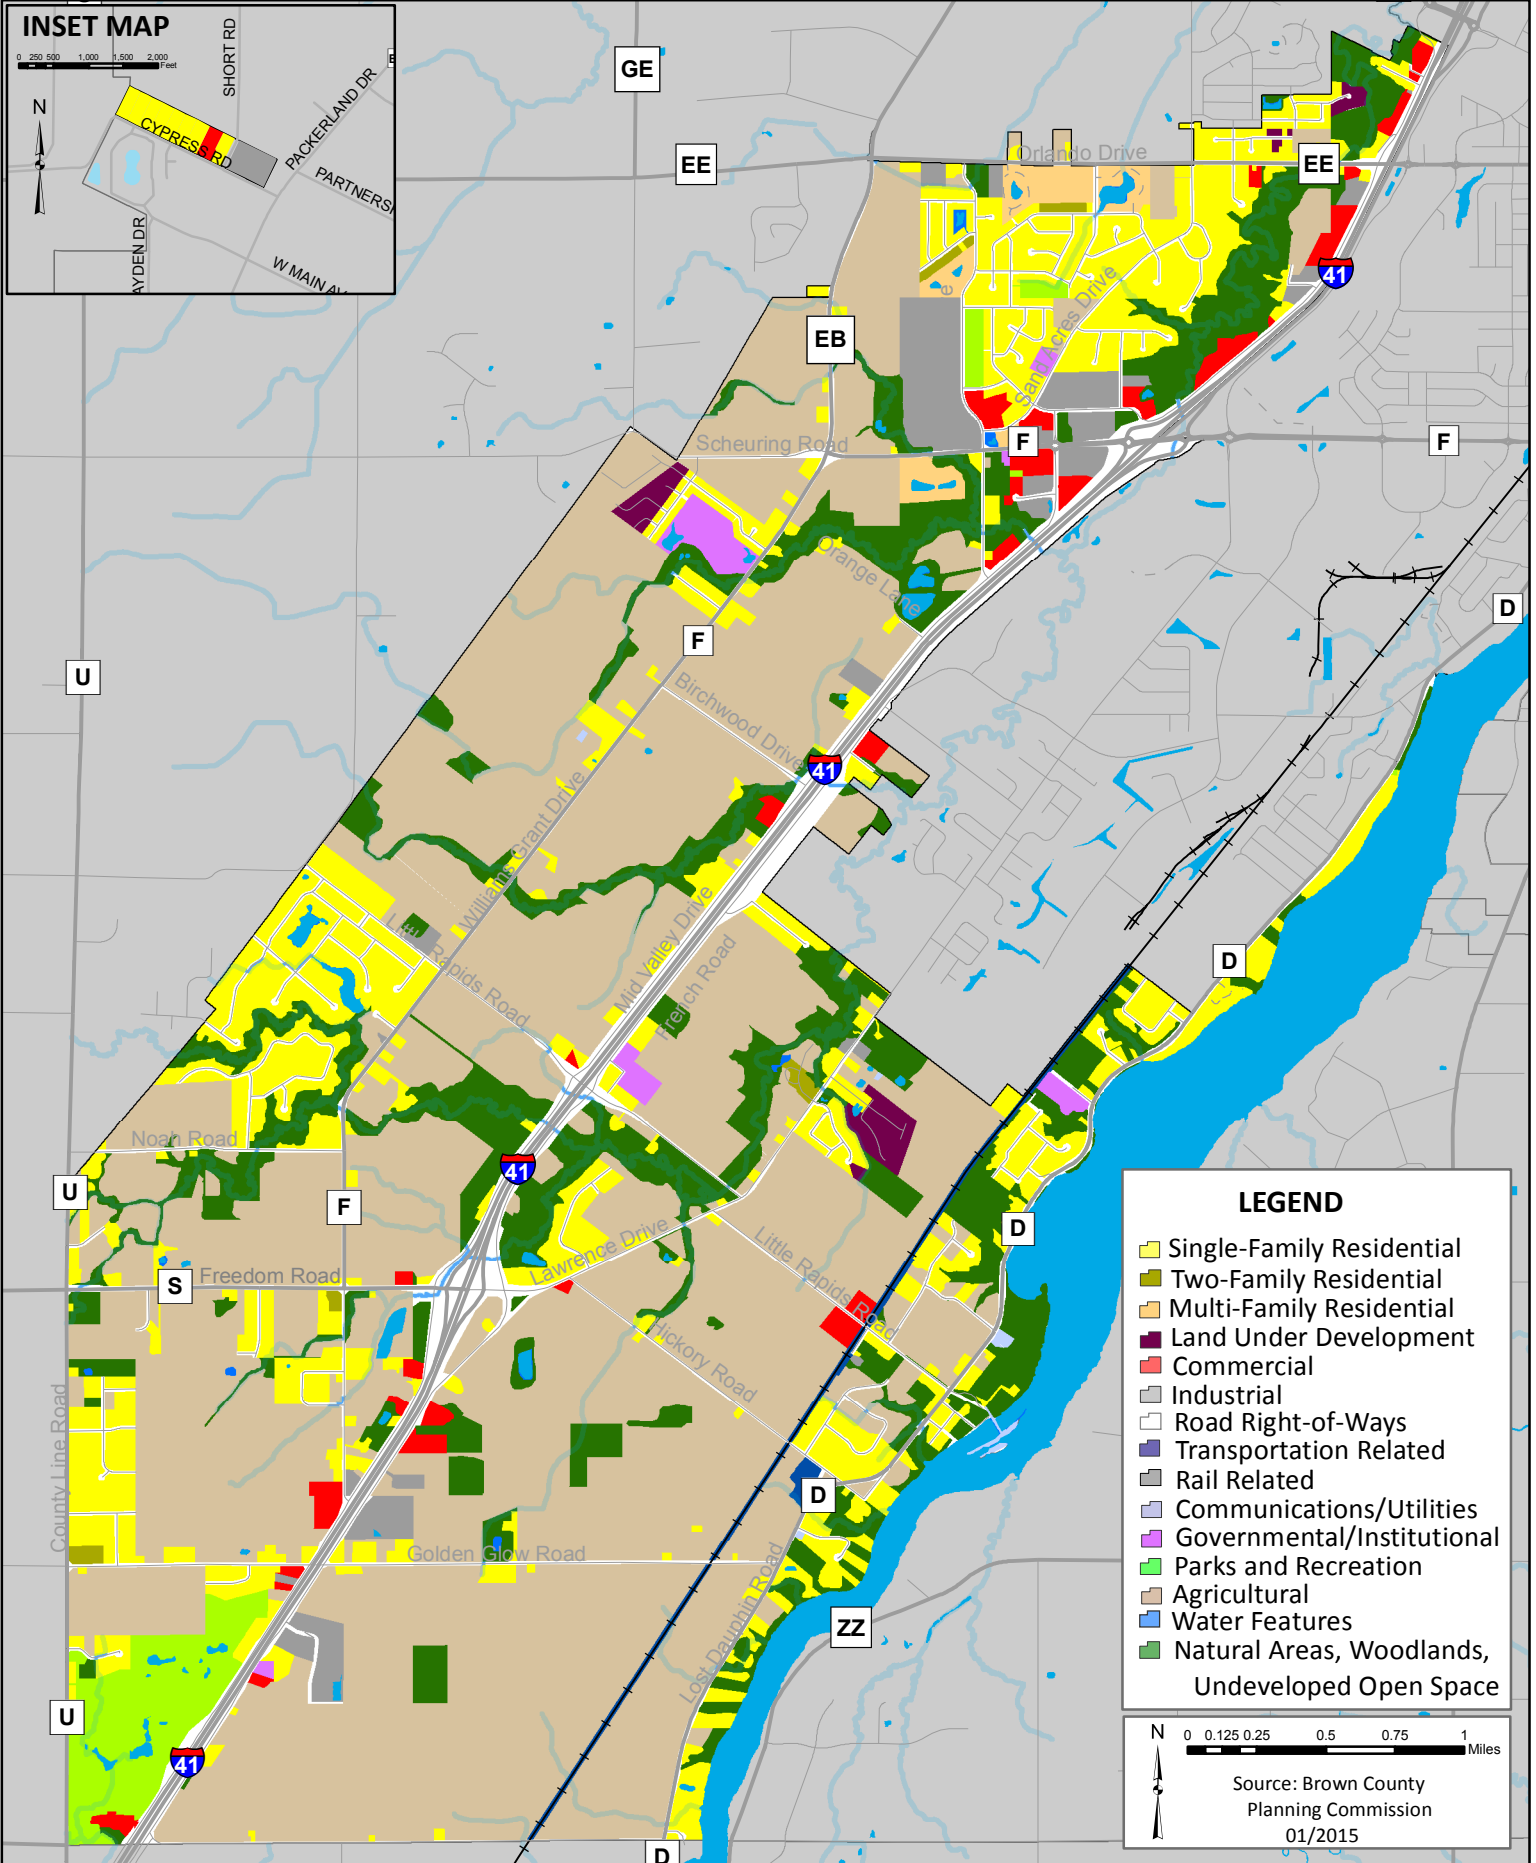 INSET MAP
0 250 500 1,000 1,500 2,000
Feet
N
SHORT RD
CYPRESS RD
PACKERLAND DR
PARTNERS
AYDEN DR
W MAIN AV
GE
EE
Orlando Drive
EE
41
EB
Sand Acres Drive
Scheuring Road
F
F
Orange Lane
D
F
U
Birchwood Drive
41
Williams Grant Drive
Little Rapids Road
Mid Valley Drive
French Road
D
Noah Road
41
U
F
D
Lawrence Drive
Little Rapids Road
S
Freedom Road
Hickory Road
County Line Road
D
Golden Glow Road
Lost Dauphin Road
ZZ
U
41
D
LEGEND
Single-Family Residential
Two-Family Residential
Multi-Family Residential
Land Under Development
Commercial
Industrial
Road Right-of-Ways
Transportation Related
Rail Related
Communications/Utilities
Governmental/Institutional
Parks and Recreation
Agricultural
Water Features
Natural Areas, Woodlands,
Undeveloped Open Space
N
0 0.125 0.25 0.5 0.75 1
Miles
Source: Brown County
Planning Commission
01/2015